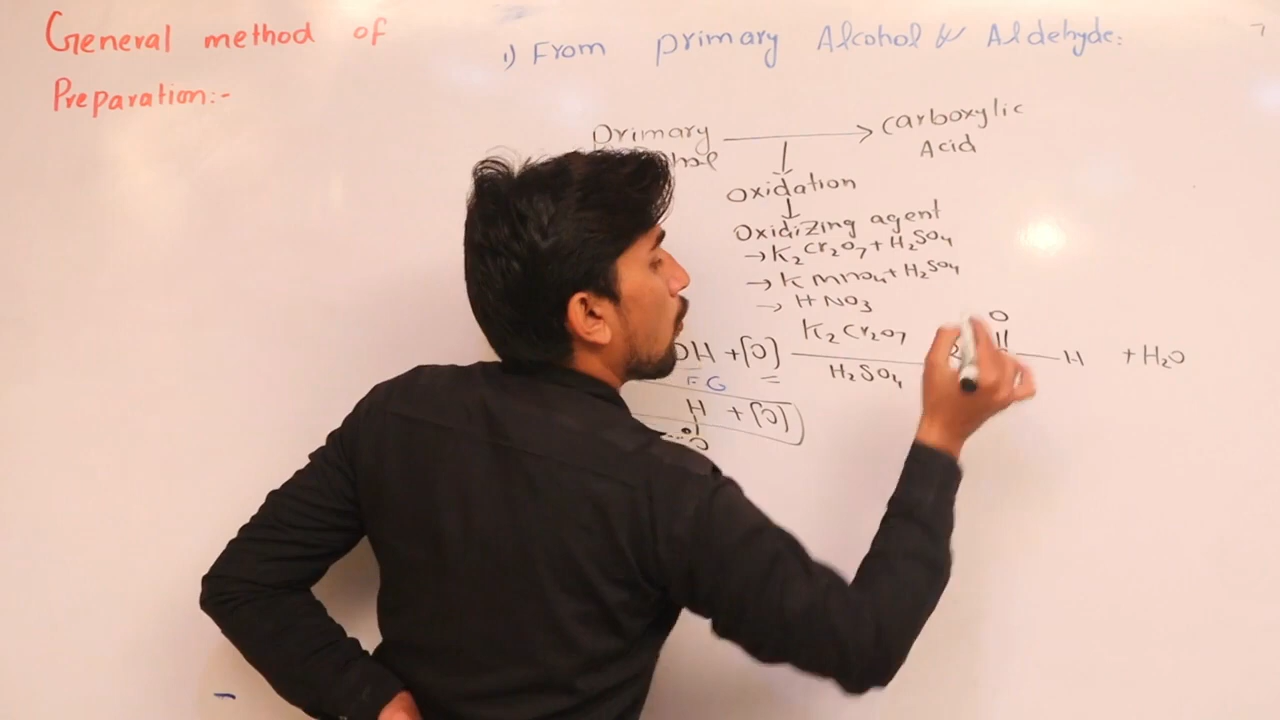 General method of
Preparation:-
1) From primary Alcohol & Aldehyde:
primary → carboxylic
Acid
Oxidation
Oxidizing agent
→ K2Cr2O7 + H2SO4
→ KMnO4 + H2SO4
→ HNO3
OH + [O] K2Cr2O7 H2SO4 O || H + H2O
FG
H + [O]
O